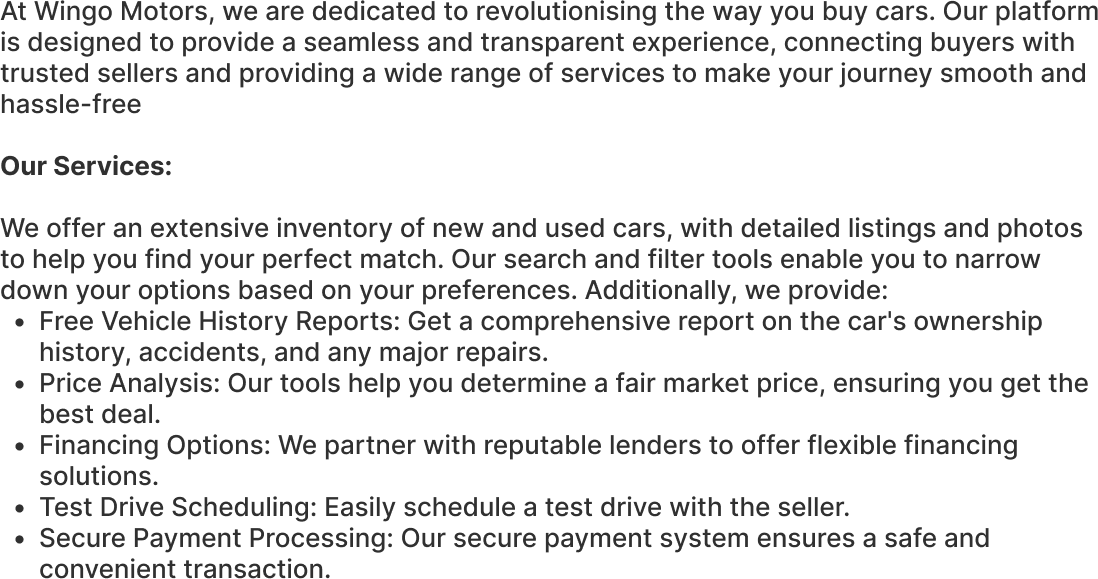 At Wingo Motors, we are dedicated to revolutionising the way you buy cars. Our platform
is designed to provide a seamless and transparent experience, connecting buyers with
trusted sellers and providing a wide range of services to make your journey smooth and
hassle-free
Our Services:
We offer an extensive inventory of new and used cars, with detailed listings and photos
to help you find your perfect match. Our search and filter tools enable you to narrow
down your options based on your preferences. Additionally, we provide:
• Free Vehicle History Reports: Get a comprehensive report on the car's ownership
history, accidents, and any major repairs.
• Price Analysis: Our tools help you determine a fair market price, ensuring you get the
best deal.
• Financing Options: We partner with reputable lenders to offer flexible financing
solutions.
• Test Drive Scheduling: Easily schedule a test drive with the seller.
• Secure Payment Processing: Our secure payment system ensures a safe and
convenient transaction.